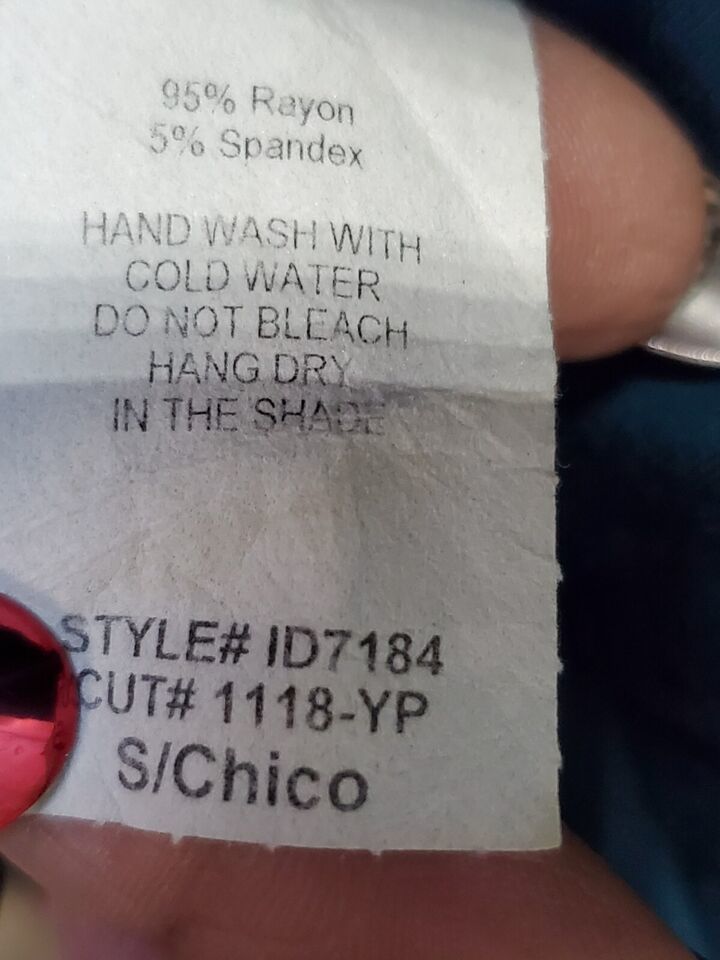 95% Rayon
5% Spandex
HAND WASH WITH
COLD WATER
DO NOT BLEACH
HANG DRY
IN THE SHADE
STYLE# ID7184
CUT# 1118-YP
S/Chico